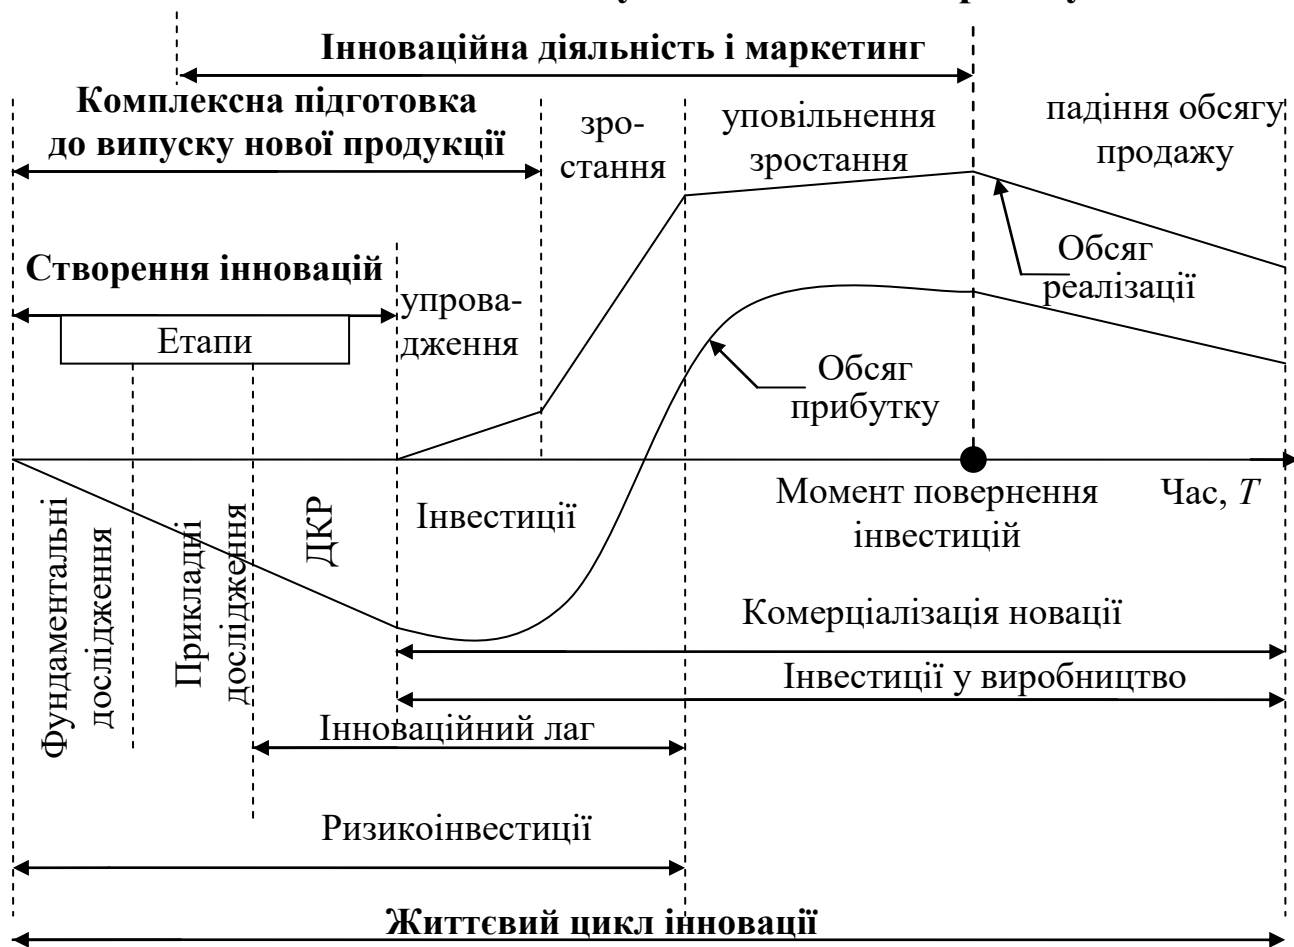 Інноваційна діяльність і маркетинг
Комплексна підготовка
до випуску нової продукції
зро-
стання
уповільнення
зростання
падіння обсягу
продажу
Створення інновацій
упрова-
дження
Етапи
Обсяг
реалізації
Обсяг
прибутку
Фундаментальні
дослідження
Прикладні
дослідження
ДКР
Інвестиції
Момент повернення
інвестицій
Час, T
Комерціалізація новації
Інвестиції у виробництво
Інноваційний лаг
Ризикоінвестиції
Життєвий цикл інновації